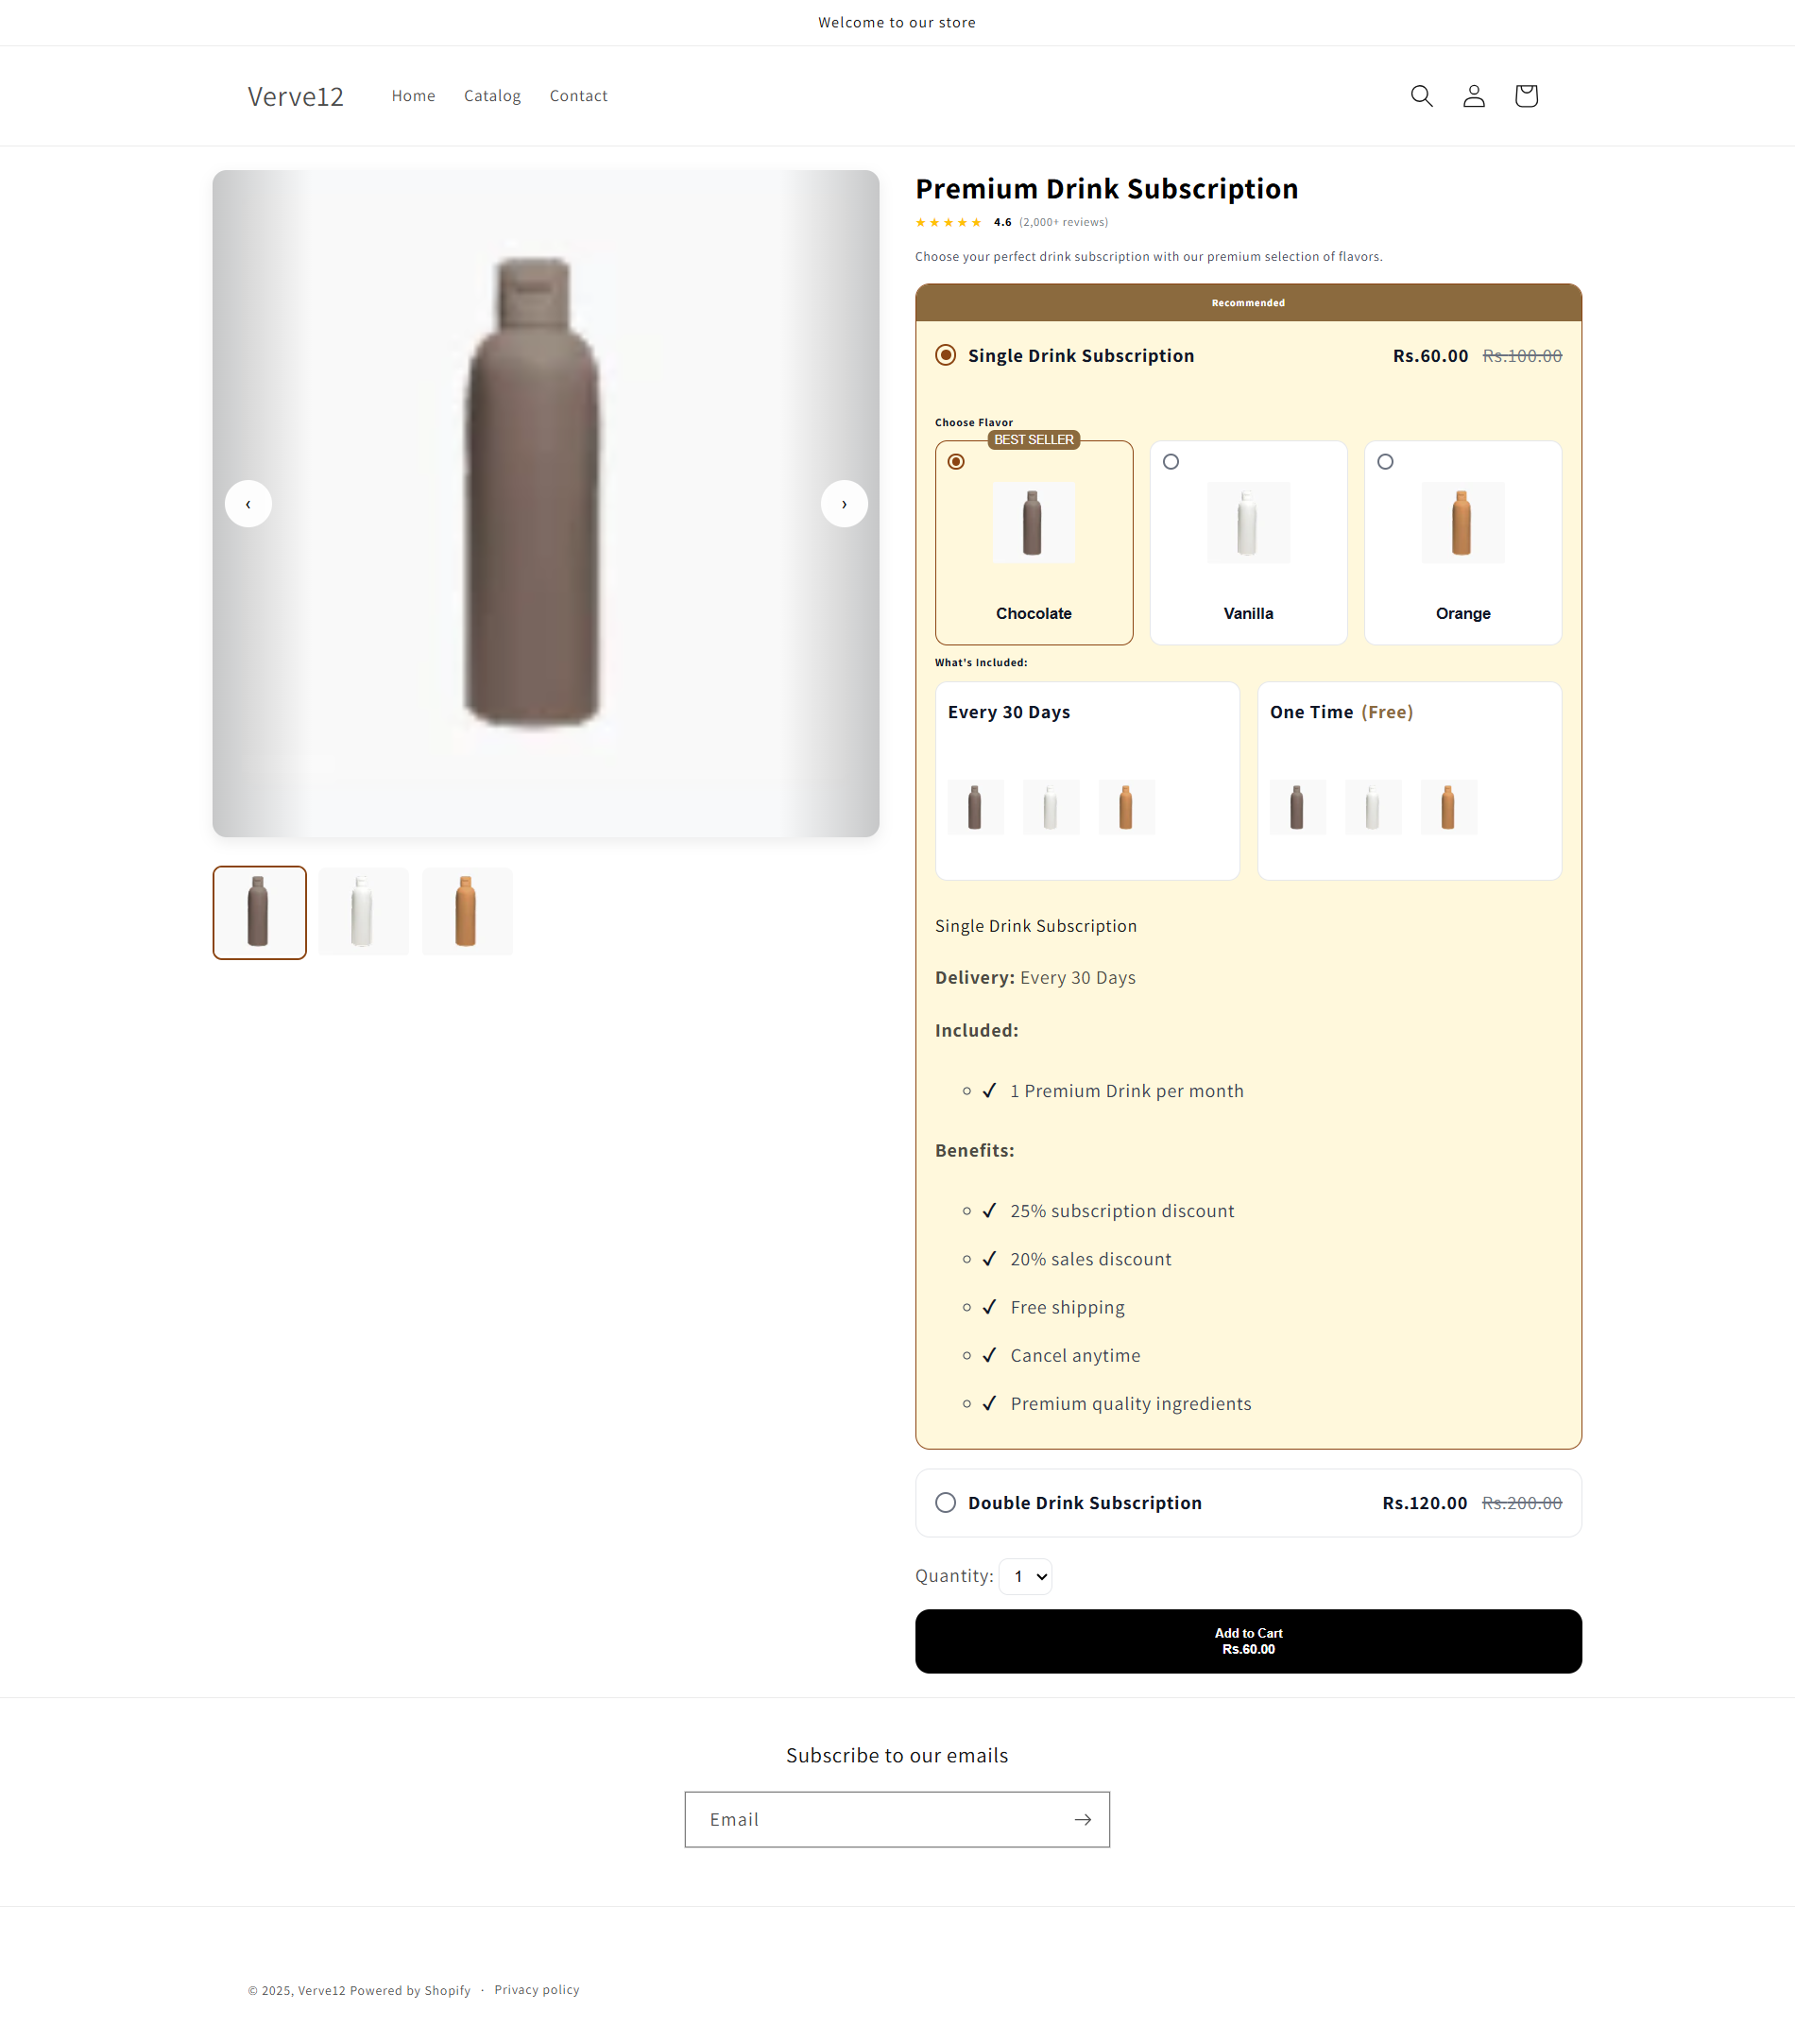 Welcome to our store
Verve12
Home
Catalog
Contact
Premium Drink Subscription
★★★★★ 4.6 (2,000+ reviews)
Choose your perfect drink subscription with our premium selection of flavors.
Recommended
Single Drink Subscription Rs.60.00 Rs.100.00
Choose Flavor
BEST SELLER
Chocolate
Vanilla
Orange
What's Included:
Every 30 Days
One Time (Free)
Single Drink Subscription
Delivery: Every 30 Days
Included:
✓ 1 Premium Drink per month
Benefits:
✓ 25% subscription discount
✓ 20% sales discount
✓ Free shipping
✓ Cancel anytime
✓ Premium quality ingredients
Double Drink Subscription Rs.120.00 Rs.200.00
Quantity: 1
Add to Cart
Rs.60.00
Subscribe to our emails
Email
© 2025, Verve12 Powered by Shopify · Privacy policy